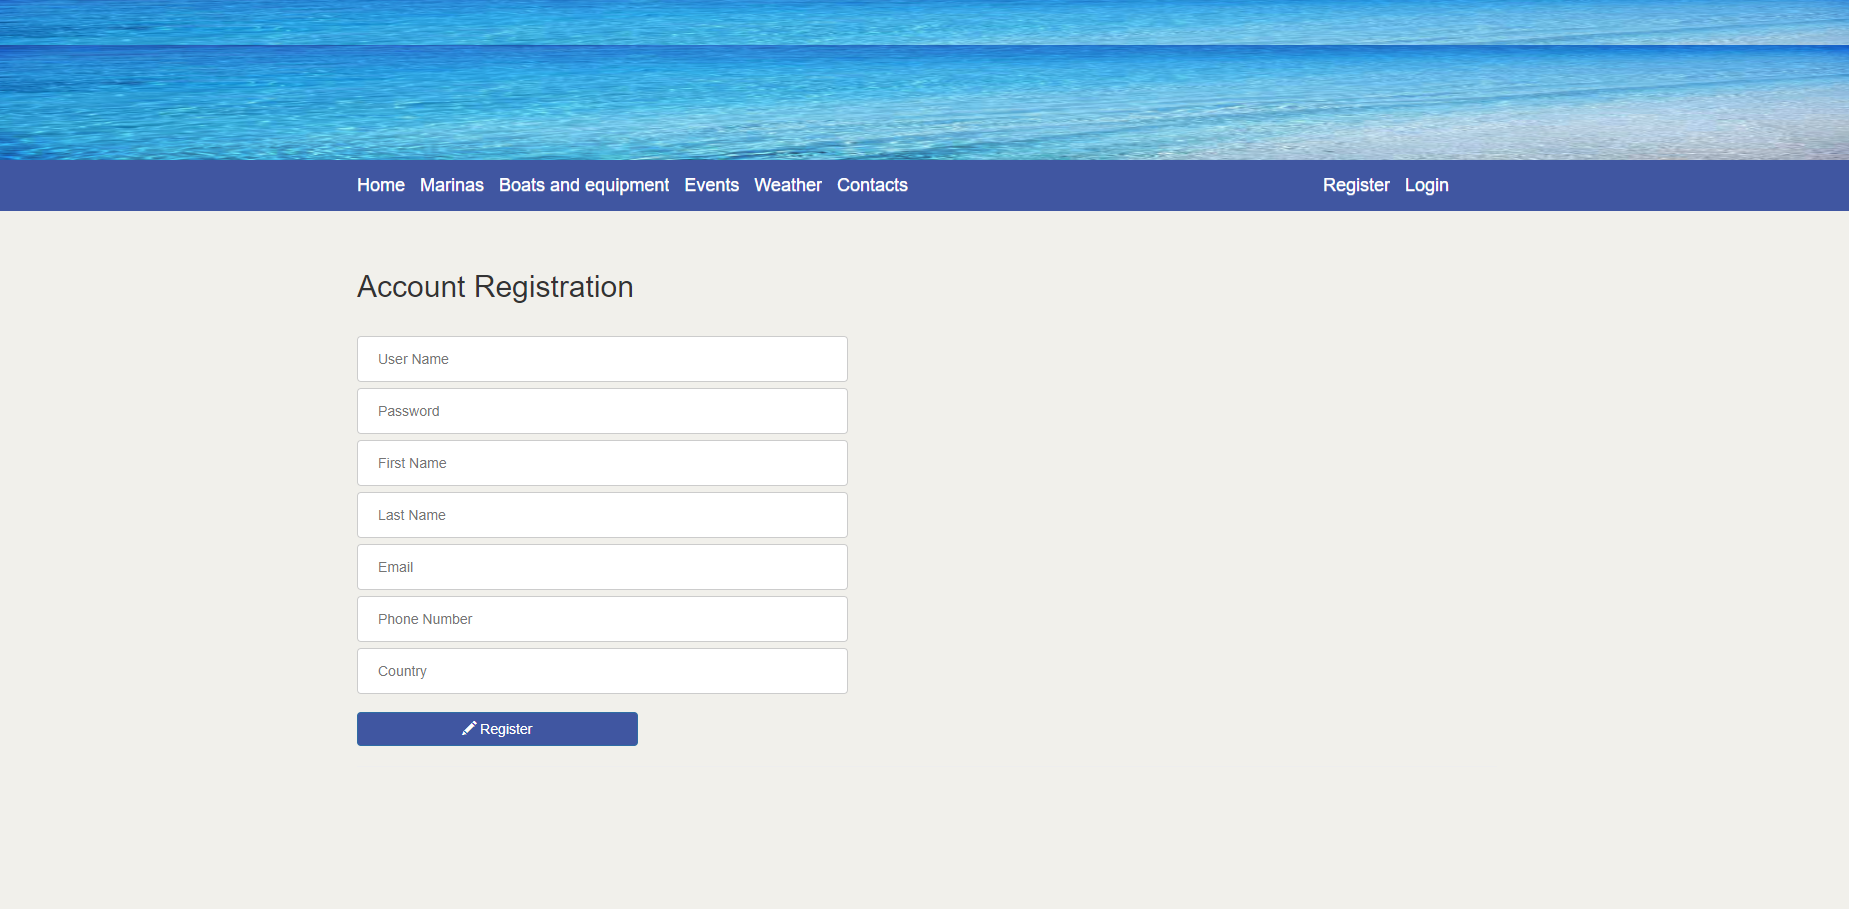 Home Marinas Boats and equipment Events Weather Contacts Register Login
Account Registration
User Name
Password
First Name
Last Name
Email
Phone Number
Country
Register